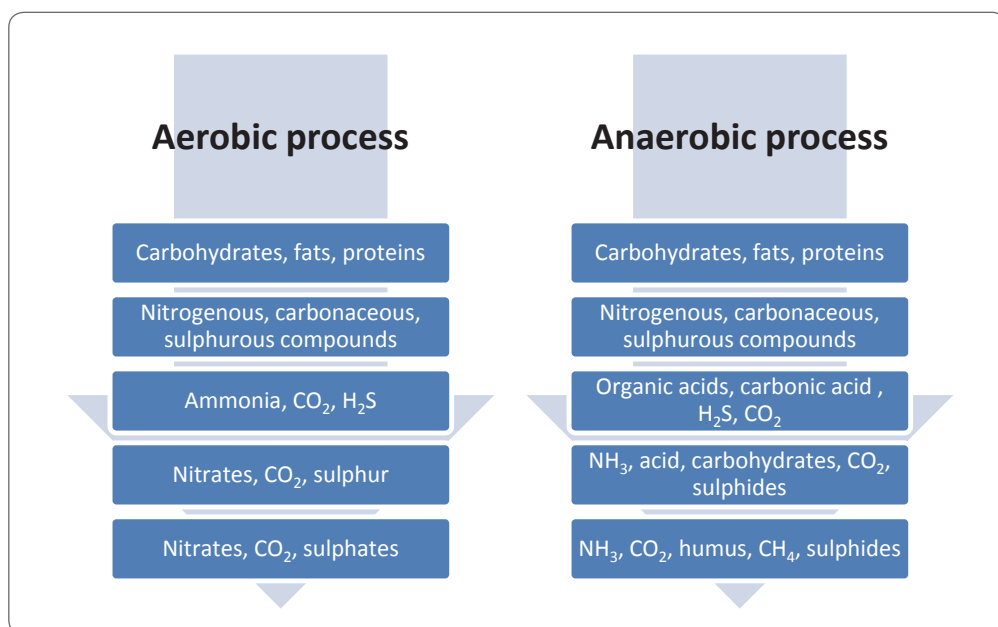 Aerobic process
Carbohydrates, fats, proteins
Nitrogenous, carbonaceous,
sulphurous compounds
Ammonia, CO₂, H₂S
Nitrates, CO₂, sulphur
Nitrates, CO₂, sulphates
Anaerobic process
Carbohydrates, fats, proteins
Nitrogenous, carbonaceous,
sulphurous compounds
Organic acids, carbonic acid ,
H₂S, CO₂
NH₃, acid, carbohydrates, CO₂,
sulphides
NH₃, CO₂, humus, CH₄, sulphides